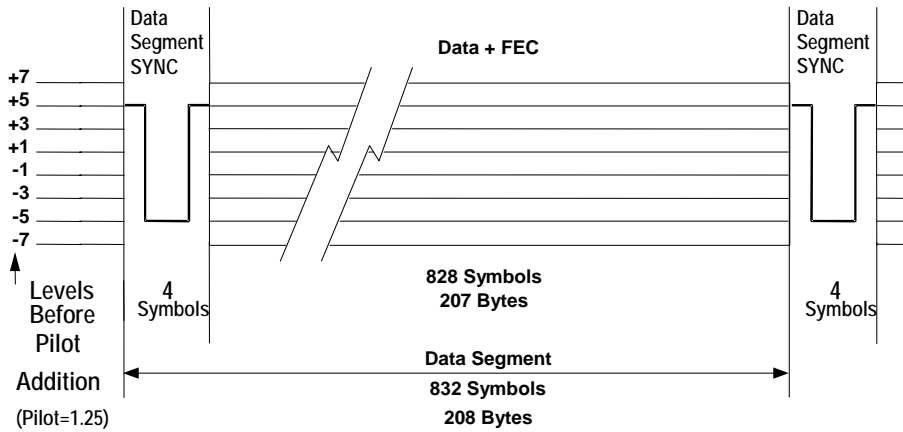 Data
Segment
SYNC
Data + FEC
Data
Segment
SYNC
+7
+5
+3
+1
-1
-3
-5
-7
Levels
Before
Pilot
Addition
(Pilot=1.25)
4
Symbols
828 Symbols
207 Bytes
4
Symbols
Data Segment
832 Symbols
208 Bytes